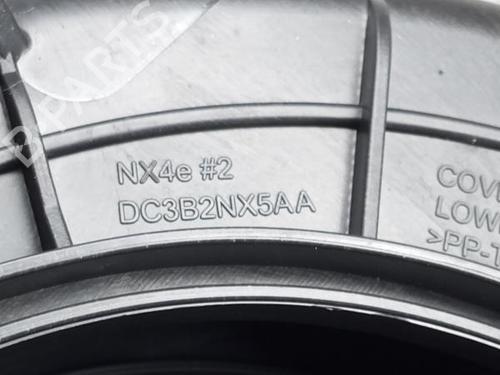 B-PARTS
NX4e #2
DC3B2NX5AA
COV
LOW
>PP-T